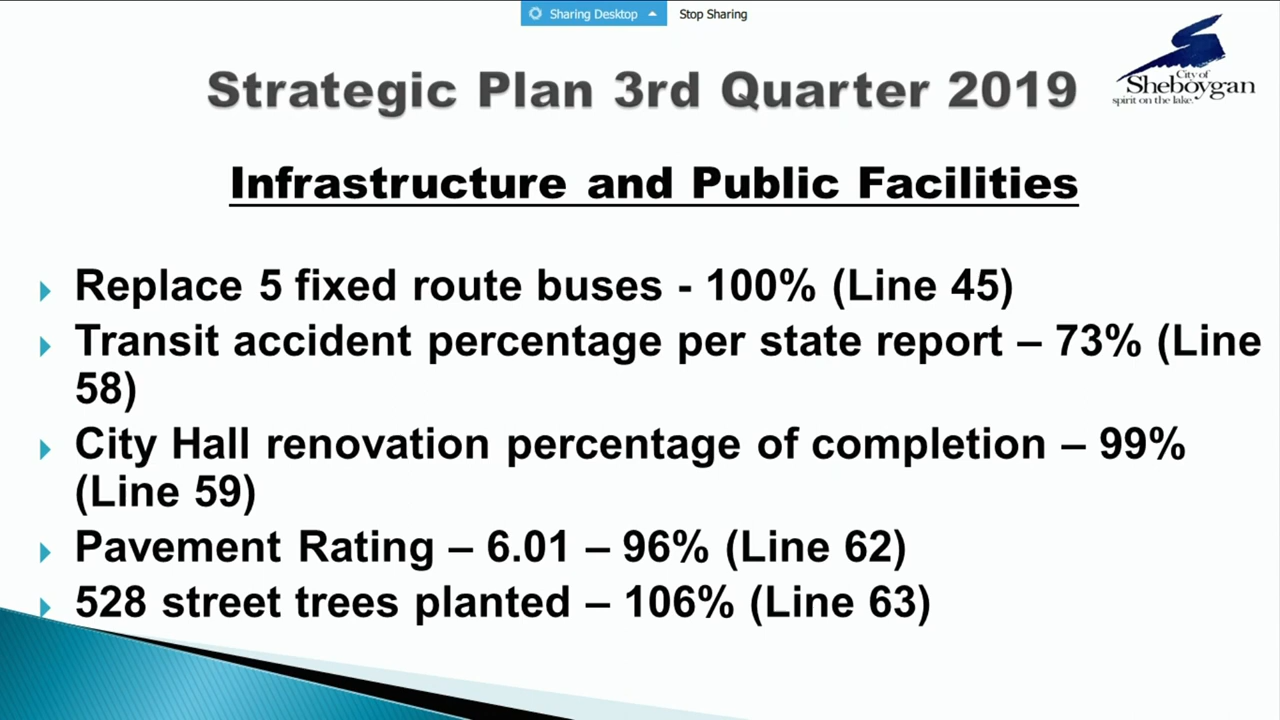 Sharing Desktop Stop Sharing
City of
Sheboygan
spirit on the lake.
Strategic Plan 3rd Quarter 2019
Infrastructure and Public Facilities
Replace 5 fixed route buses - 100% (Line 45)
Transit accident percentage per state report – 73% (Line
58)
City Hall renovation percentage of completion – 99%
(Line 59)
Pavement Rating – 6.01 – 96% (Line 62)
528 street trees planted – 106% (Line 63)